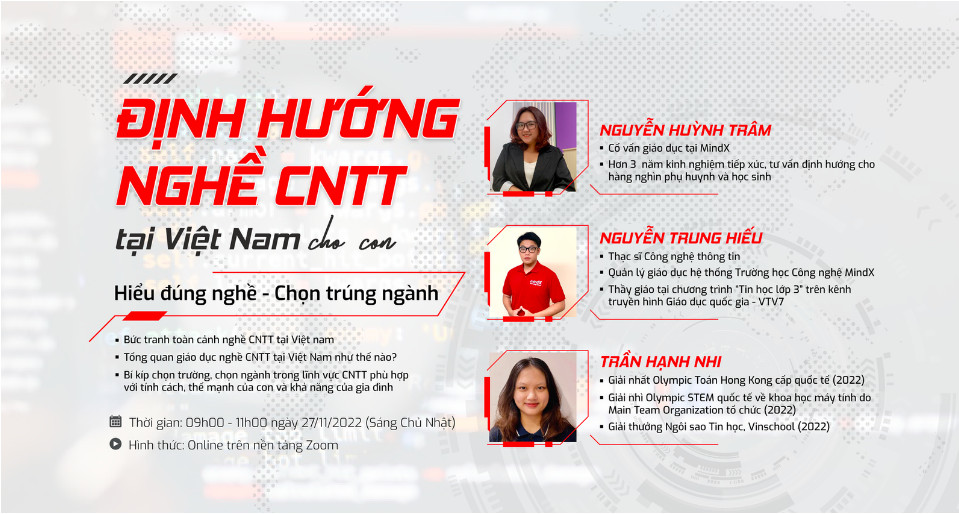 ĐỊNH HƯỚNG
NGHỀ CNTT
tại Việt Nam cho con
Hiểu đúng nghề - Chọn trúng ngành
▪ Bức tranh toàn cảnh nghề CNTT tại Việt nam
▪ Tổng quan giáo dục nghề CNTT tại Việt Nam như thế nào?
▪ Bí kíp chọn trường, chọn ngành trong lĩnh vực CNTT phù hợp
với tính cách, thế mạnh của con và khả năng của gia đình
Thời gian: 09h00 - 11h00 ngày 27/11/2022 (Sáng Chủ Nhật)
Hình thức: Online trên nền tảng Zoom
NGUYỄN HUỲNH TRÂM
▪ Cố vấn giáo dục tại MindX
▪ Hơn 3 năm kinh nghiệm tiếp xúc, tư vấn định hướng cho
hàng nghìn phụ huynh và học sinh
NGUYỄN TRUNG HIẾU
▪ Thạc sĩ Công nghệ thông tin
▪ Quản lý giáo dục hệ thống Trường học Công nghệ MindX
▪ Thầy giáo tại chương trình "Tin học lớp 3" trên kênh
truyền hình Giáo dục quốc gia - VTV7
TRẦN HẠNH NHI
▪ Giải nhất Olympic Toán Hong Kong cấp quốc tế (2022)
▪ Giải nhì Olympic STEM quốc tế về khoa học máy tính do
Main Team Organization tổ chức (2022)
▪ Giải thưởng Ngôi sao Tin học, Vinschool (2022)